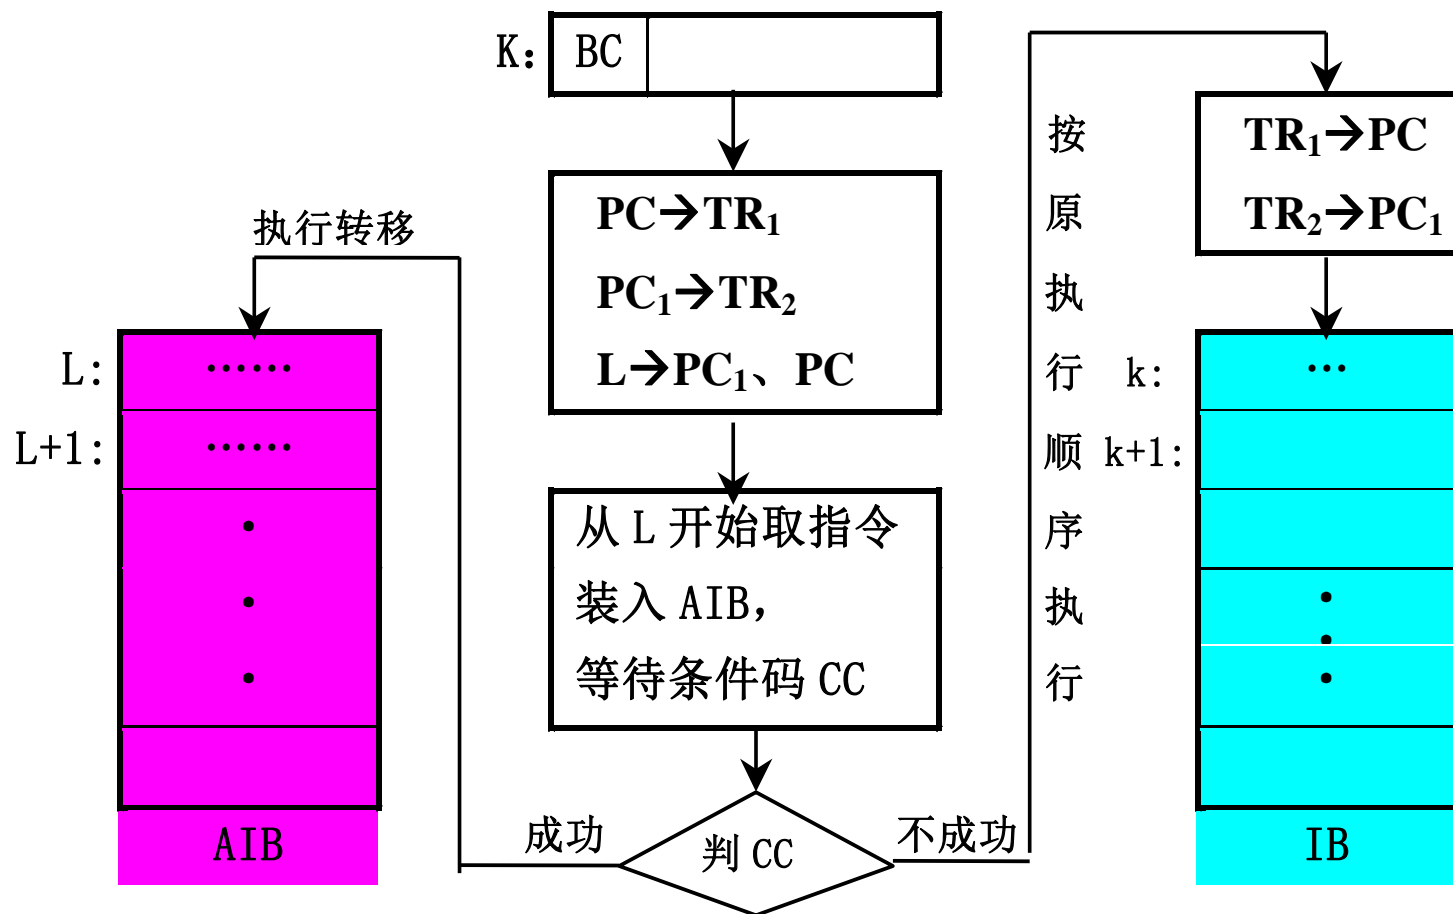 K: BC
PC→TR₁
PC₁→TR₂
L→PC₁、PC
从L开始取指令
装入AIB，
等待条件码CC
判CC
成功
不成功
执行转移
L: ……
L+1: ……
AIB
按原执行顺序执行
TR₁→PC
TR₂→PC₁
k: …
k+1:
IB